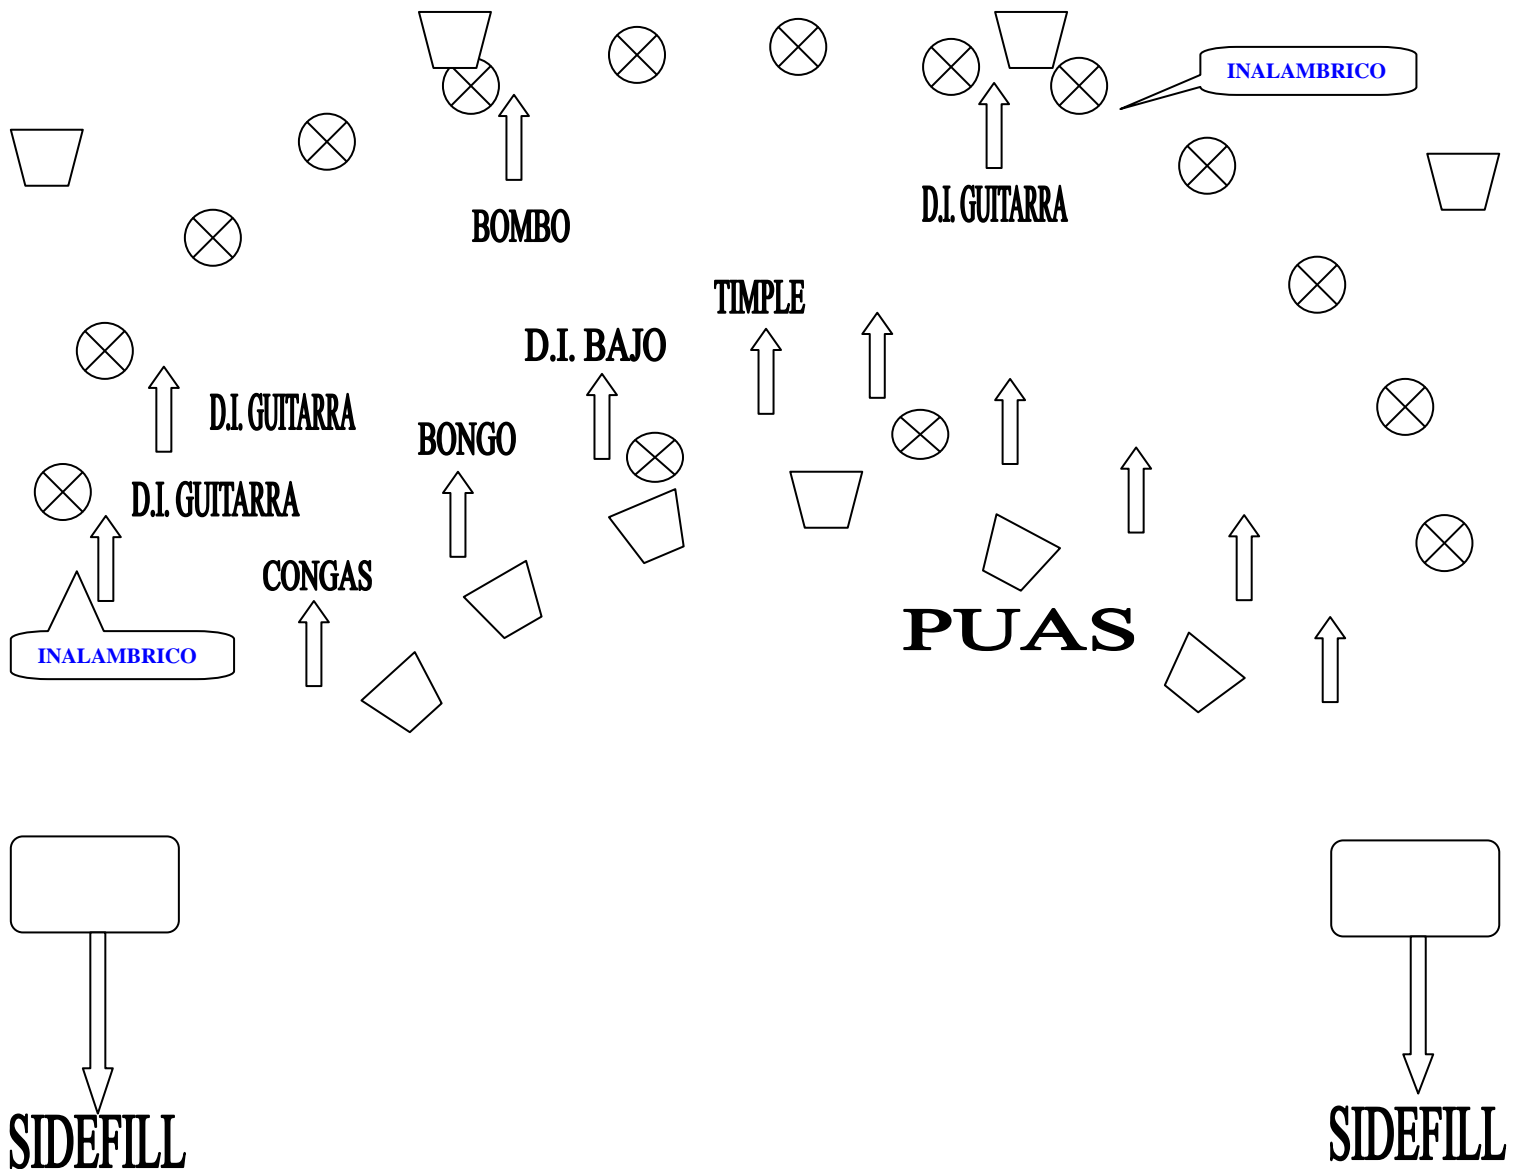 INALAMBRICO
D.I. GUITARRA
BOMBO
TIMPLE
D.I. BAJO
D.I. GUITARRA
BONGO
D.I. GUITARRA
CONGAS
PUAS
INALAMBRICO
SIDEFILL
SIDEFILL